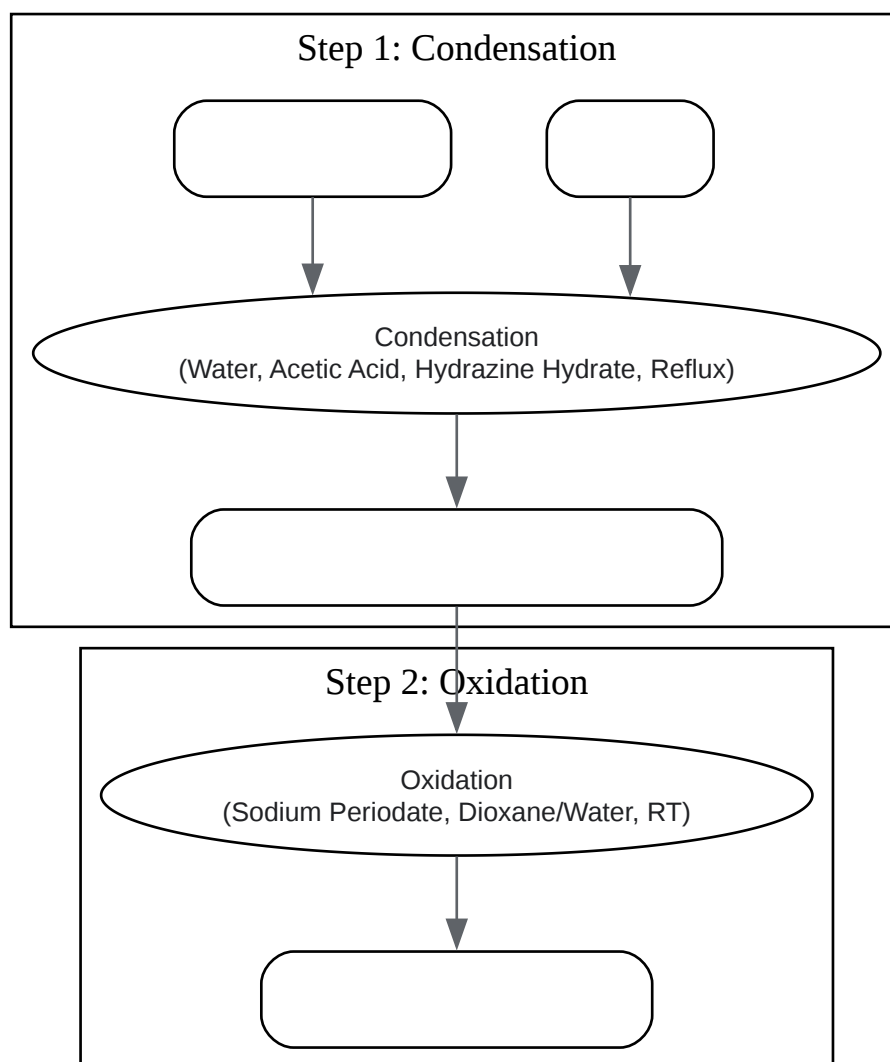 Step 1: Condensation
Condensation
(Water, Acetic Acid, Hydrazine Hydrate, Reflux)
Step 2: Oxidation
Oxidation
(Sodium Periodate, Dioxane/Water, RT)